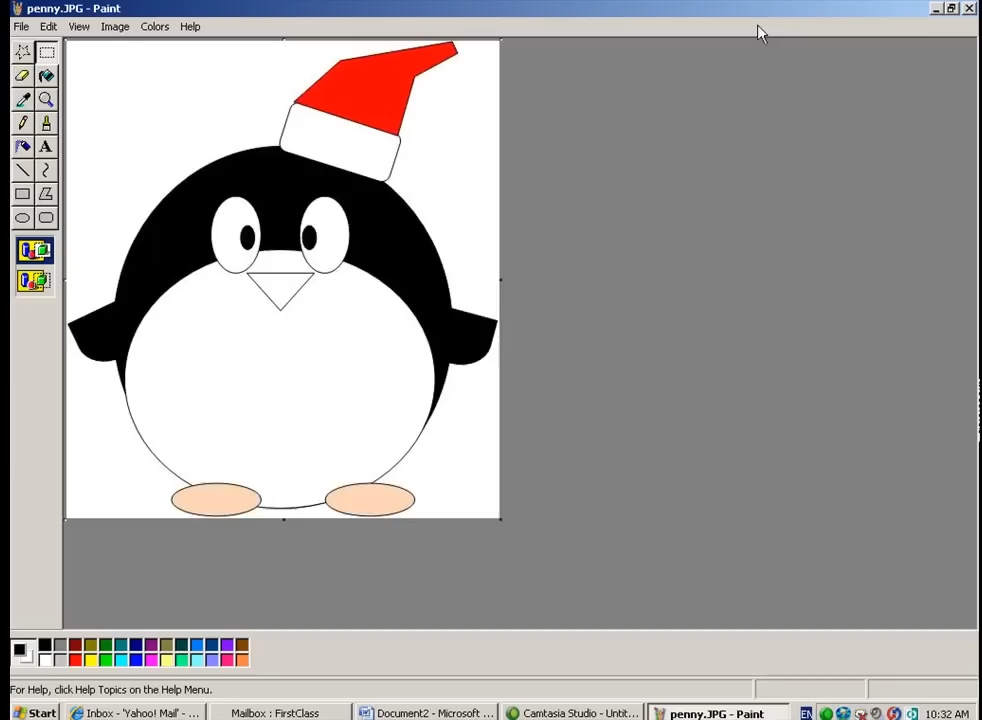 penny.JPG - Paint
File Edit View Image Colors Help
A
For Help, click Help Topics on the Help Menu.
Start Inbox - 'Yahoo! Mail' - ... Mailbox : FirstClass Document2 - Microsoft ... Camtasia Studio - Untit... penny.JPG - Paint EN 10:32 AM